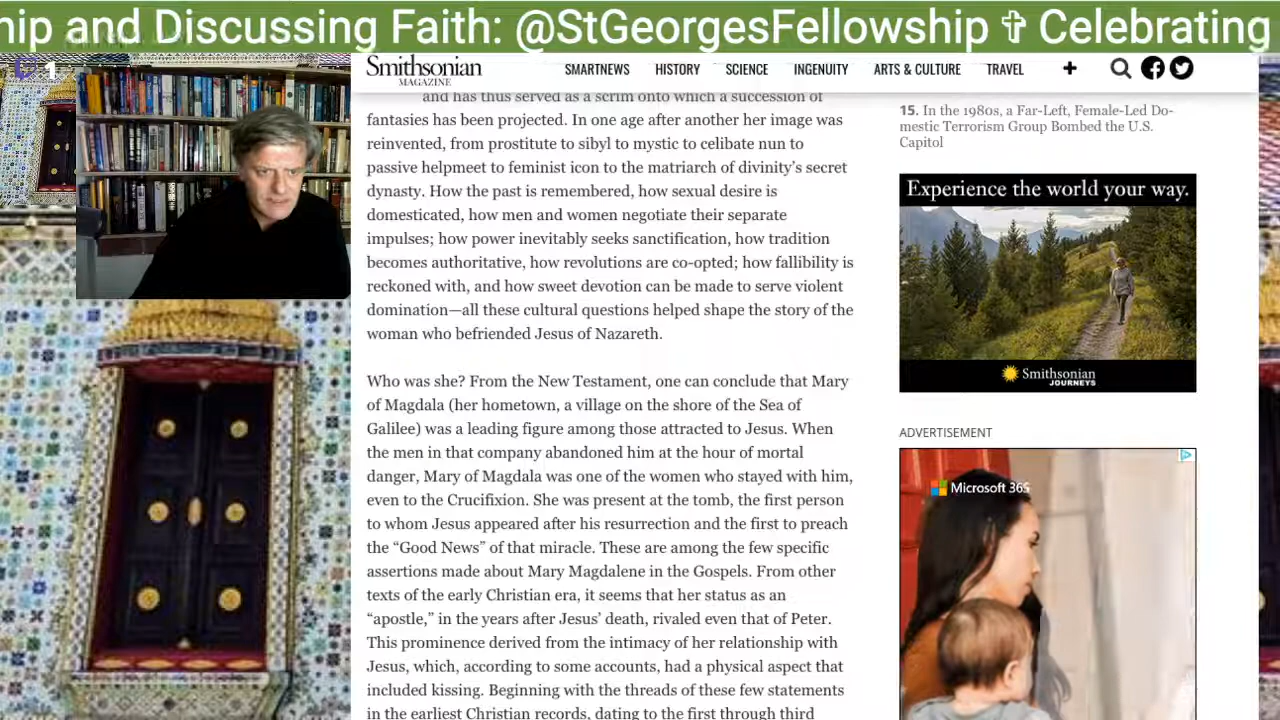 hip and Discussing Faith: @StGeorgesFellowship ✞ Celebrating
1
Smithsonian
MAGAZINE
SMARTNEWS HISTORY SCIENCE INGENUITY ARTS & CULTURE TRAVEL +
and has thus served as a scrim onto which a succession of
fantasies has been projected. In one age after another her image was
reinvented, from prostitute to sibyl to mystic to celibate nun to
passive helpmeet to feminist icon to the matriarch of divinity's secret
dynasty. How the past is remembered, how sexual desire is
domesticated, how men and women negotiate their separate
impulses; how power inevitably seeks sanctification, how tradition
becomes authoritative, how revolutions are co-opted; how fallibility is
reckoned with, and how sweet devotion can be made to serve violent
domination—all these cultural questions helped shape the story of the
woman who befriended Jesus of Nazareth.
Who was she? From the New Testament, one can conclude that Mary
of Magdala (her hometown, a village on the shore of the Sea of
Galilee) was a leading figure among those attracted to Jesus. When
the men in that company abandoned him at the hour of mortal
danger, Mary of Magdala was one of the women who stayed with him,
even to the Crucifixion. She was present at the tomb, the first person
to whom Jesus appeared after his resurrection and the first to preach
the “Good News” of that miracle. These are among the few specific
assertions made about Mary Magdalene in the Gospels. From other
texts of the early Christian era, it seems that her status as an
“apostle,” in the years after Jesus’ death, rivaled even that of Peter.
This prominence derived from the intimacy of her relationship with
Jesus, which, according to some accounts, had a physical aspect that
included kissing. Beginning with the threads of these few statements
in the earliest Christian records, dating to the first through third
15. In the 1980s, a Far-Left, Female-Led Do-
mestic Terrorism Group Bombed the U.S.
Capitol
Experience the world your way.
Smithsonian
JOURNEYS
ADVERTISEMENT
Microsoft 365